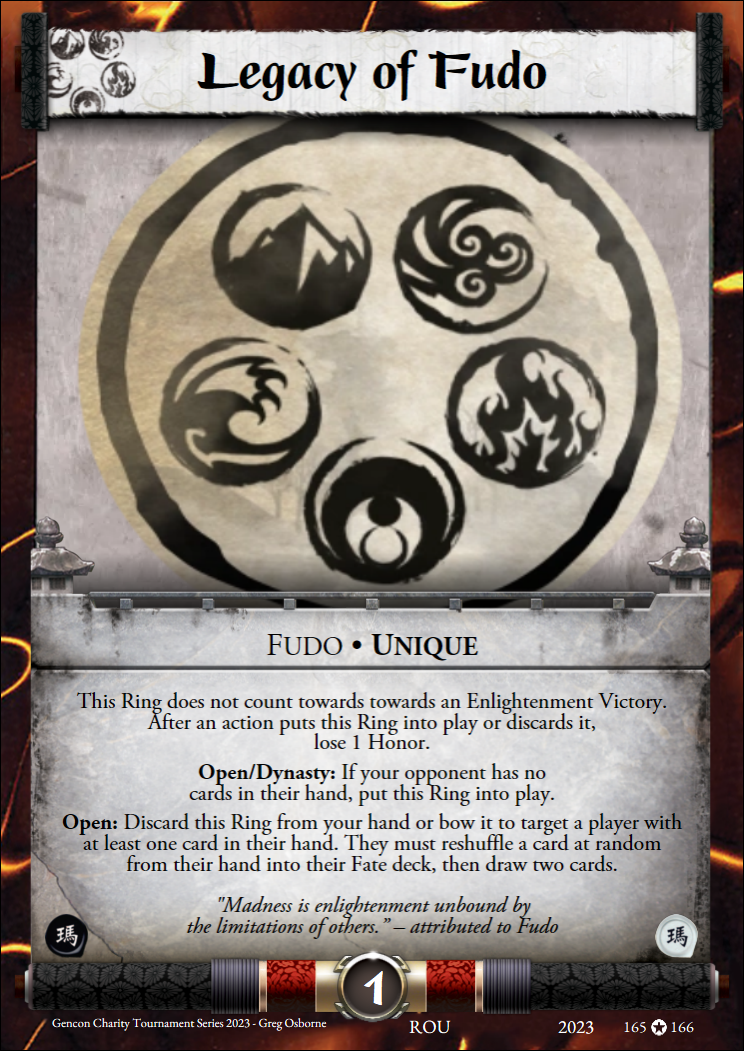 Legacy of Fudo
Fudo • Unique
This Ring does not count towards towards an Enlightenment Victory.
After an action puts this Ring into play or discards it,
lose 1 Honor.
Open/Dynasty: If your opponent has no
cards in their hand, put this Ring into play.
Open: Discard this Ring from your hand or bow it to target a player with
at least one card in their hand. They must reshuffle a card at random
from their hand into their Fate deck, then draw two cards.
"Madness is enlightenment unbound by
the limitations of others.” – attributed to Fudo
瑪
瑪
1
Gencon Charity Tournament Series 2023 - Greg Osborne
ROU
2023
165 ✪ 166